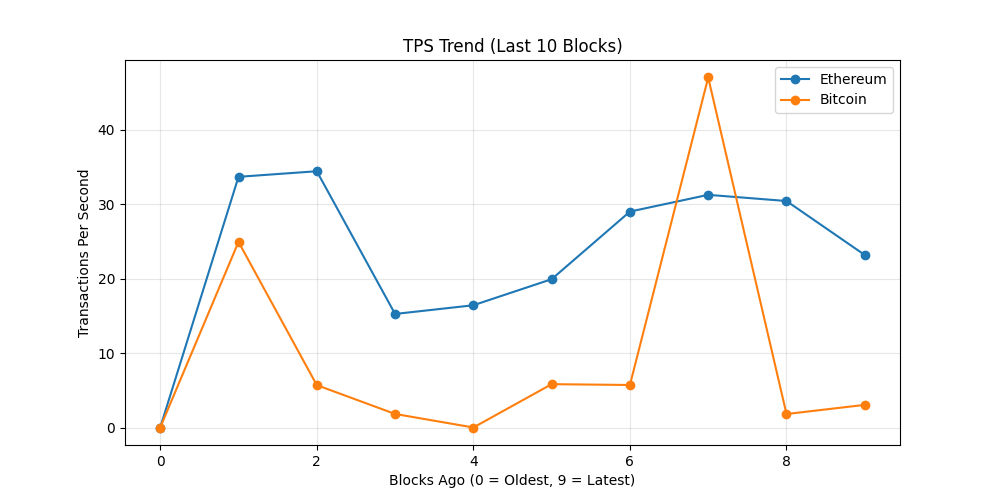 TPS Trend (Last 10 Blocks)
Ethereum
Bitcoin
Transactions Per Second
40
30
20
10
0
0 2 4 6 8
Blocks Ago (0 = Oldest, 9 = Latest)